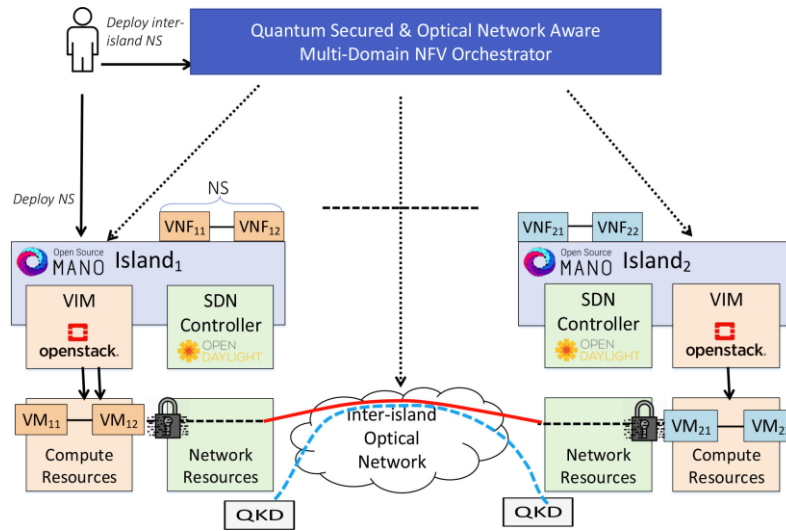 Deploy inter-
island NS
Quantum Secured & Optical Network Aware
Multi-Domain NFV Orchestrator
Deploy NS
NS
VNF₁₁
VNF₁₂
VNF₂₁
VNF₂₂
Open Source
MANO
Island₁
Open Source
MANO
Island₂
VIM
openstack.
SDN
Controller
OPEN
DAYLIGHT
SDN
Controller
OPEN
DAYLIGHT
VIM
openstack.
VM₁₁
VM₁₂
Compute
Resources
Network
Resources
Inter-island
Optical
Network
Network
Resources
VM₂₁
Compute
Resources
QKD
QKD